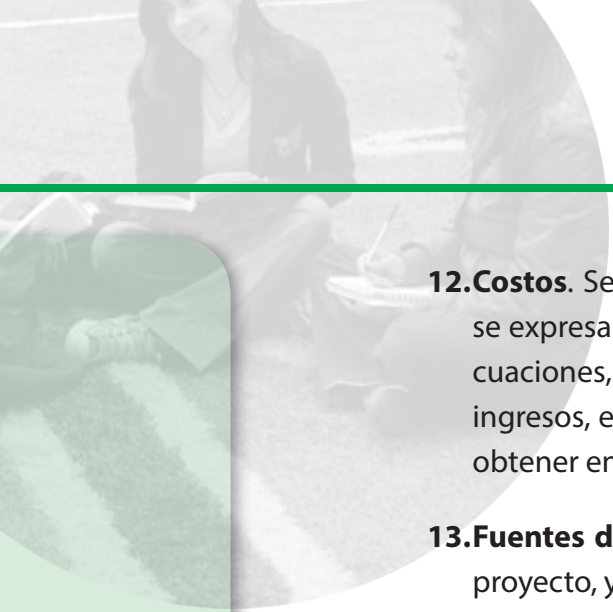 12.Costos. Se
se expresa
cuaciones,
ingresos, e
obtener en
13.Fuentes d
proyecto, y